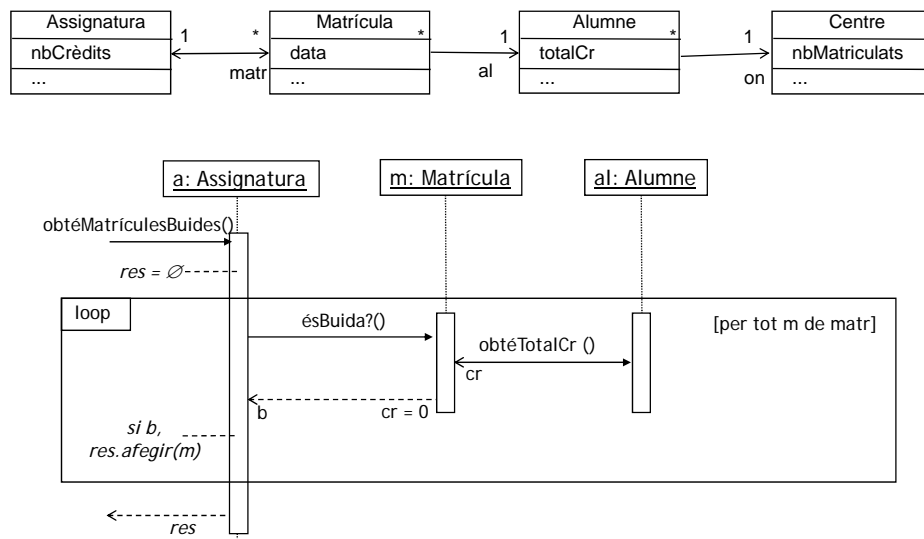 Assignatura
Matrícula
Alumne
Centre
nbCrèdits
1
*
data
*
1
totalCr
*
1
nbMatriculats
matr
al
on
...
...
...
...
a: Assignatura
m: Matrícula
al: Alumne
obtéMatrículesBuides()
res = ∅
loop
ésBuida?()
[per tot m de matr]
obtéTotalCr ()
cr
b
cr = 0
si b,
res.afegir(m)
res